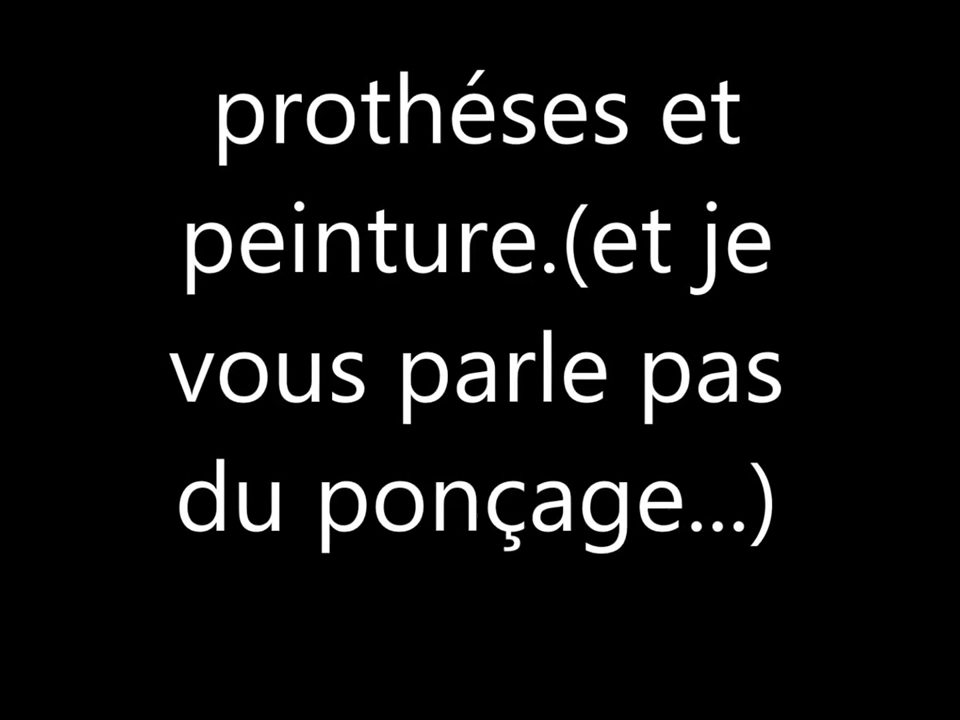 prothéses et
peinture.(et je
vous parle pas
du ponçage...)